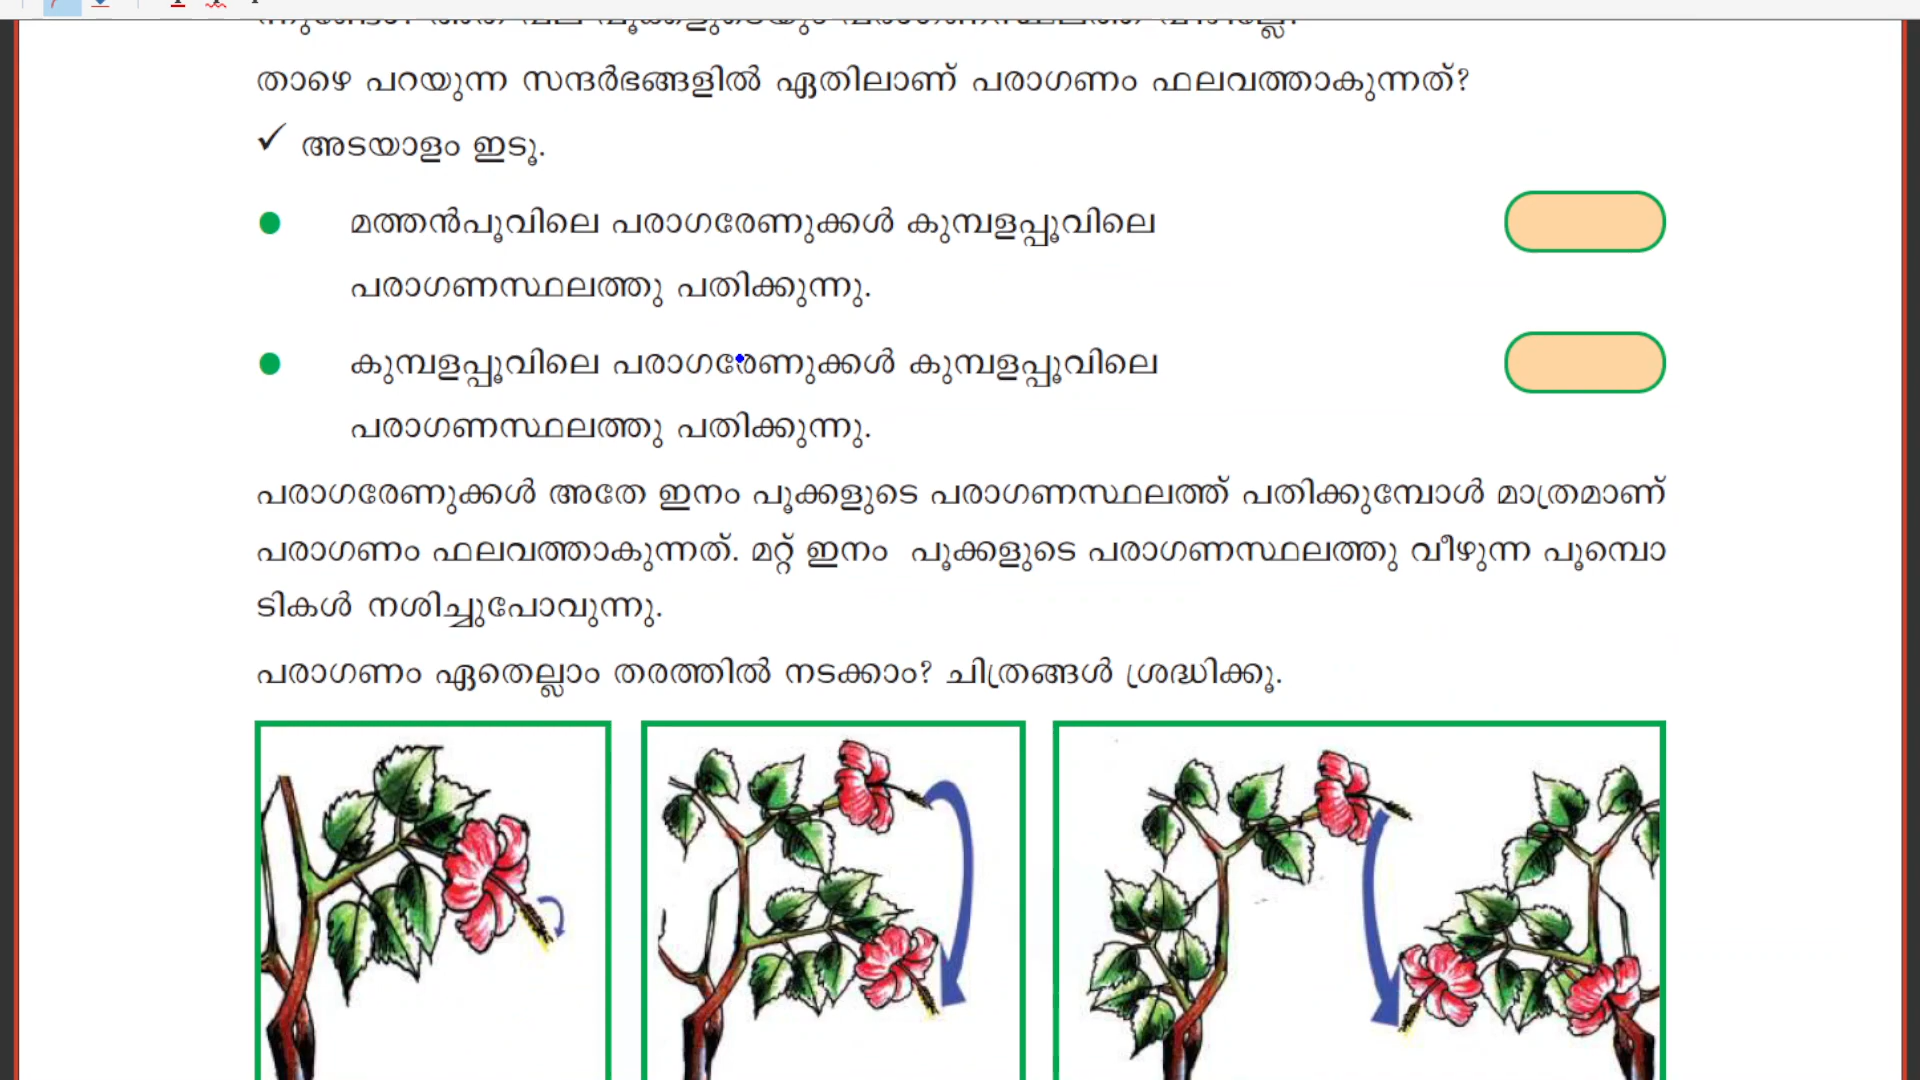 താഴെ പറയുന്ന സന്ദർഭങ്ങളിൽ ഏതിലാണ് പരാഗണം ഫലവത്താകുന്നത്?
✓ അടയാളം ഇടൂ.
● മത്തൻപൂവിലെ പരാഗരേണുക്കൾ കുമ്പളപ്പൂവിലെ
പരാഗണസ്ഥലത്തു പതിക്കുന്നു.
● കുമ്പളപ്പൂവിലെ പരാഗരേണുക്കൾ കുമ്പളപ്പൂവിലെ
പരാഗണസ്ഥലത്തു പതിക്കുന്നു.
പരാഗരേണുക്കൾ അതേ ഇനം പൂക്കളുടെ പരാഗണസ്ഥലത്ത് പതിക്കുമ്പോൾ മാത്രമാണ്
പരാഗണം ഫലവത്താകുന്നത്. മറ്റ് ഇനം പൂക്കളുടെ പരാഗണസ്ഥലത്തു വീഴുന്ന പൂമ്പൊ
ടികൾ നശിച്ചുപോവുന്നു.
പരാഗണം ഏതെല്ലാം തരത്തിൽ നടക്കാം? ചിത്രങ്ങൾ ശ്രദ്ധിക്കൂ.